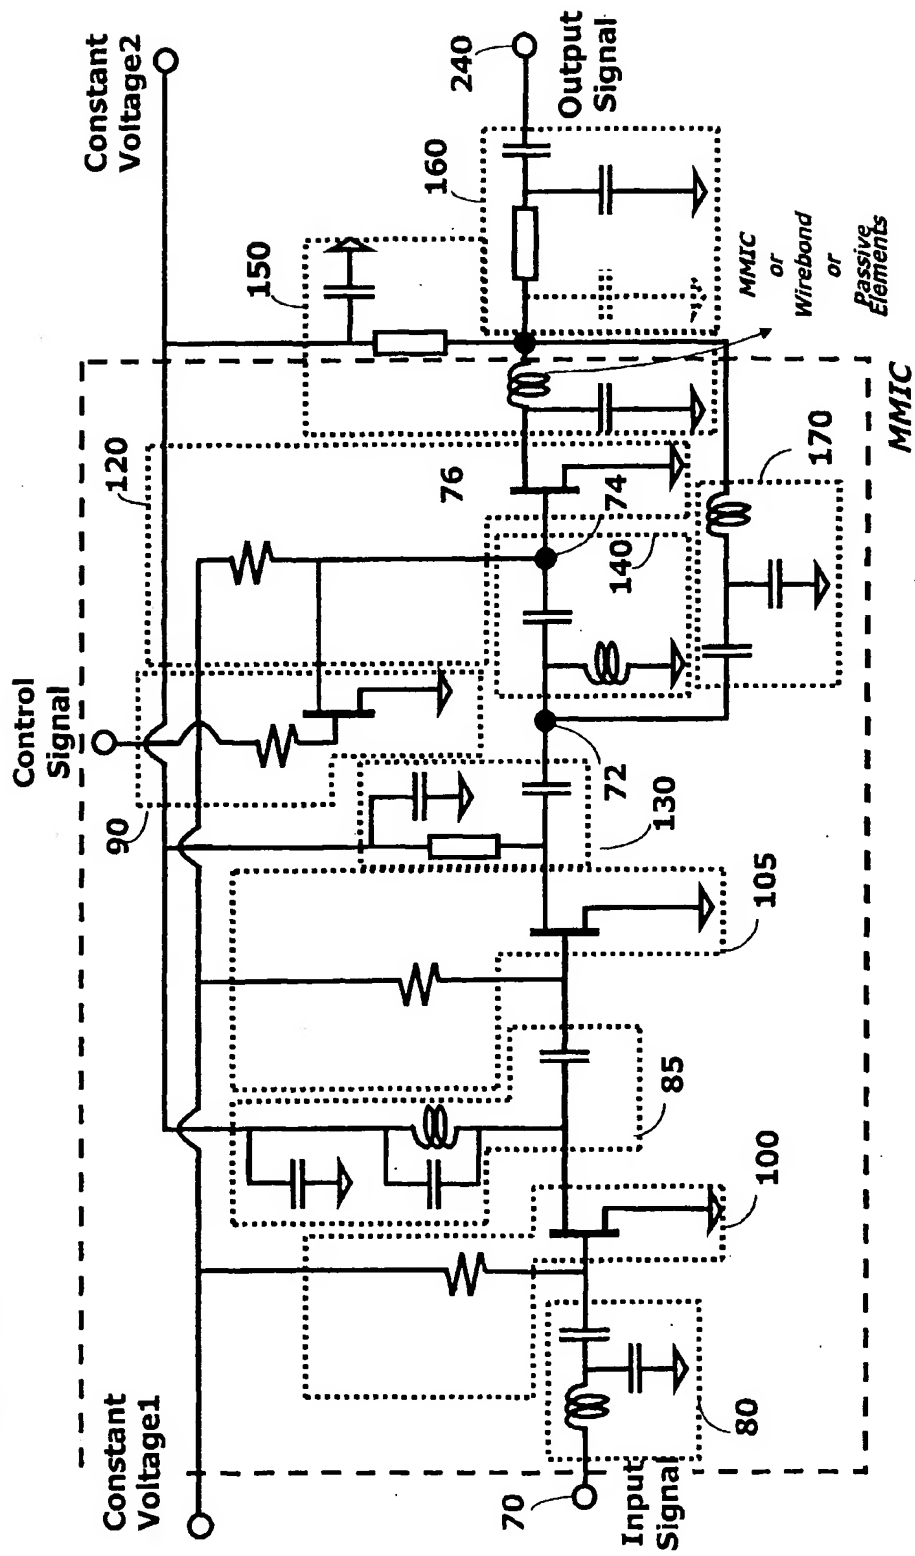 Constant
Voltage1
Constant
Voltage2
Control
Signal
90
120
150
160
240
Output
Signal
76
74
140
72
130
105
85
100
80
70
Input
Signal
170
MMIC
or
Wirebond
or
Passive
Elements
MMIC